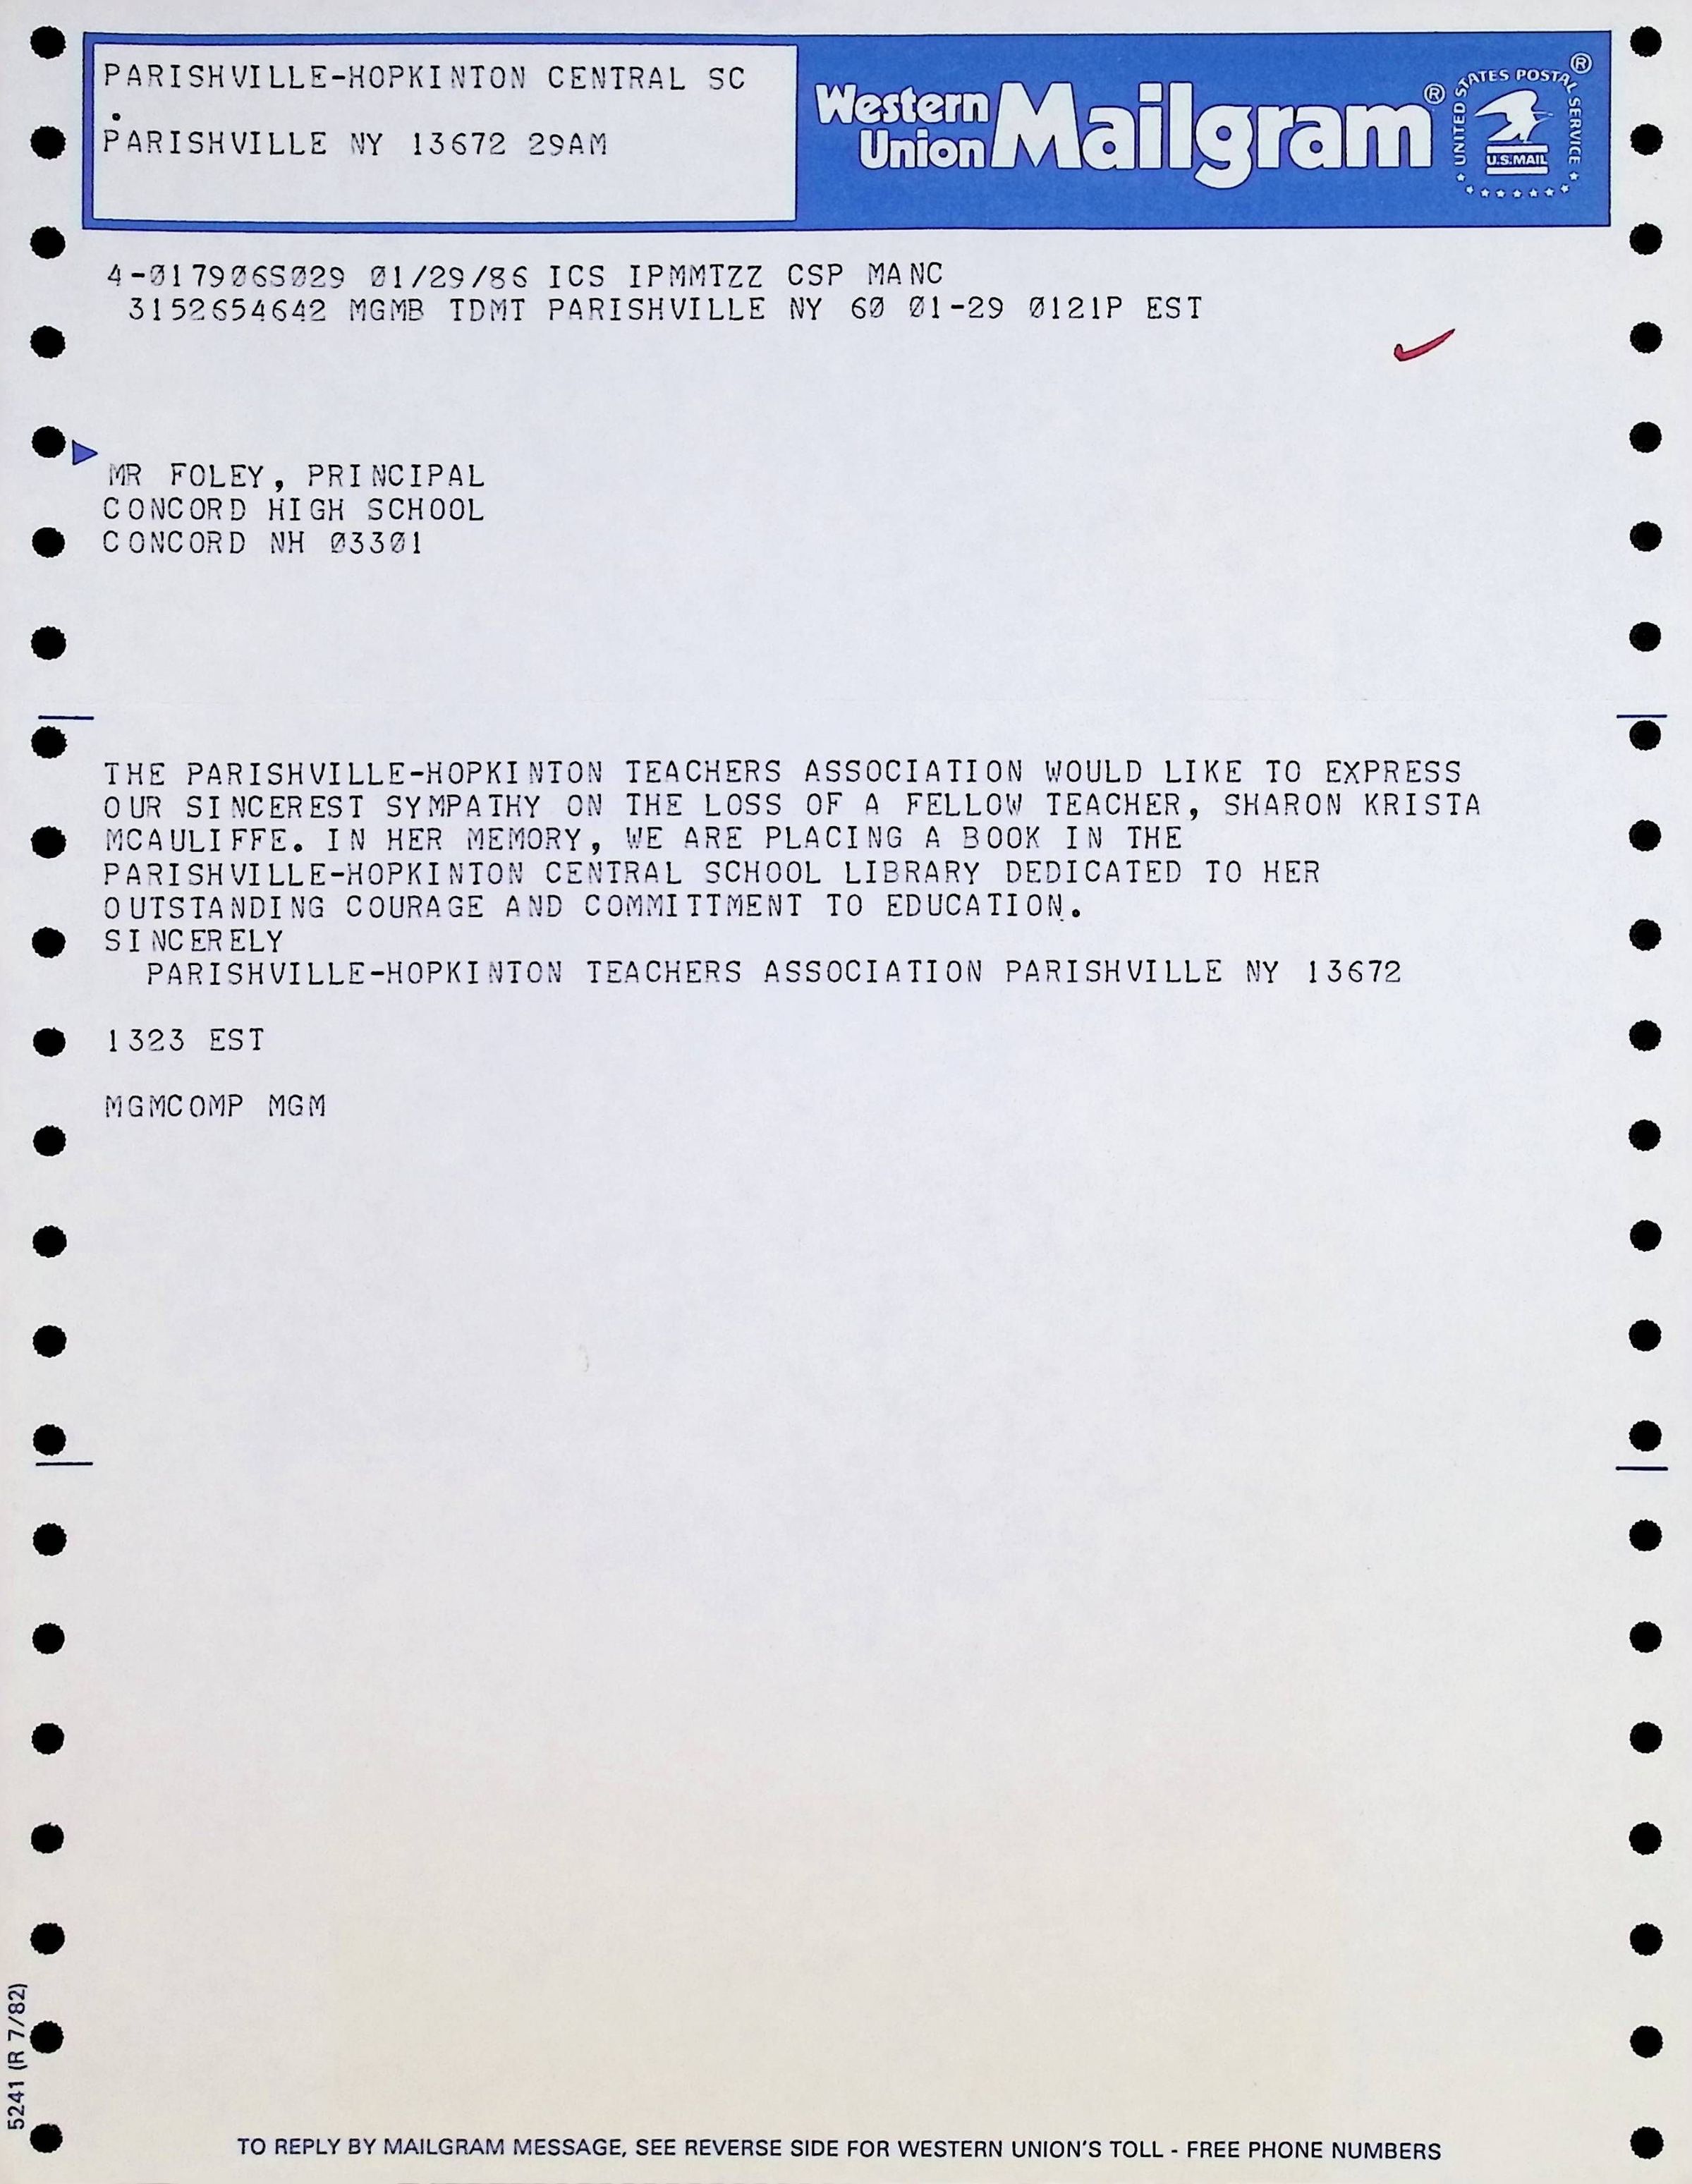 PARISHVILLE-HOPKINTON CENTRAL SC
.
PARISHVILLE NY 13672 29AM
Western Union Mailgram®
UNITED STATES POSTAL SERVICE ®
U.S.MAIL
4-017906S029 01/29/86 ICS IPMMTZZ CSP MANC
3152654642 MGMB TDMT PARISHVILLE NY 60 01-29 0121P EST
MR FOLEY, PRINCIPAL
CONCORD HIGH SCHOOL
CONCORD NH 03301
THE PARISHVILLE-HOPKINTON TEACHERS ASSOCIATION WOULD LIKE TO EXPRESS
OUR SINCEREST SYMPATHY ON THE LOSS OF A FELLOW TEACHER, SHARON KRISTA
MCAULIFFE. IN HER MEMORY, WE ARE PLACING A BOOK IN THE
PARISHVILLE-HOPKINTON CENTRAL SCHOOL LIBRARY DEDICATED TO HER
OUTSTANDING COURAGE AND COMMITTMENT TO EDUCATION.
SINCERELY
PARISHVILLE-HOPKINTON TEACHERS ASSOCIATION PARISHVILLE NY 13672
1323 EST
MGMCOMP MGM
5241 (R 7/82)
TO REPLY BY MAILGRAM MESSAGE, SEE REVERSE SIDE FOR WESTERN UNION'S TOLL - FREE PHONE NUMBERS